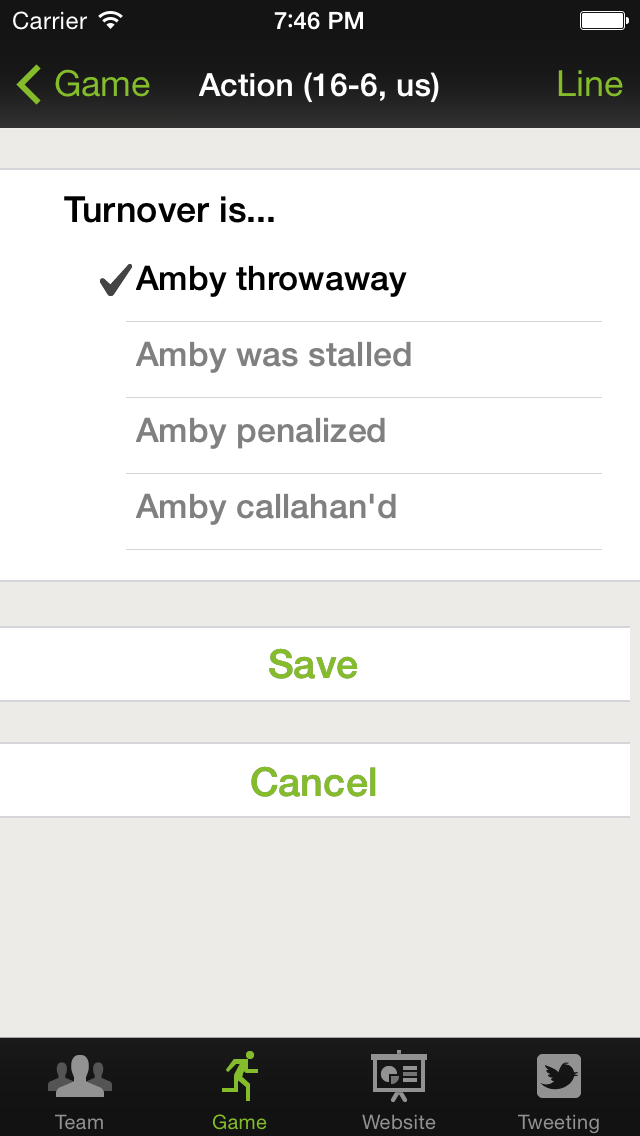 Carrier 7:46 PM
Game Action (16-6, us) Line
Turnover is...
Amby throwaway
Amby was stalled
Amby penalized
Amby callahan'd
Save
Cancel
Team Game Website Tweeting